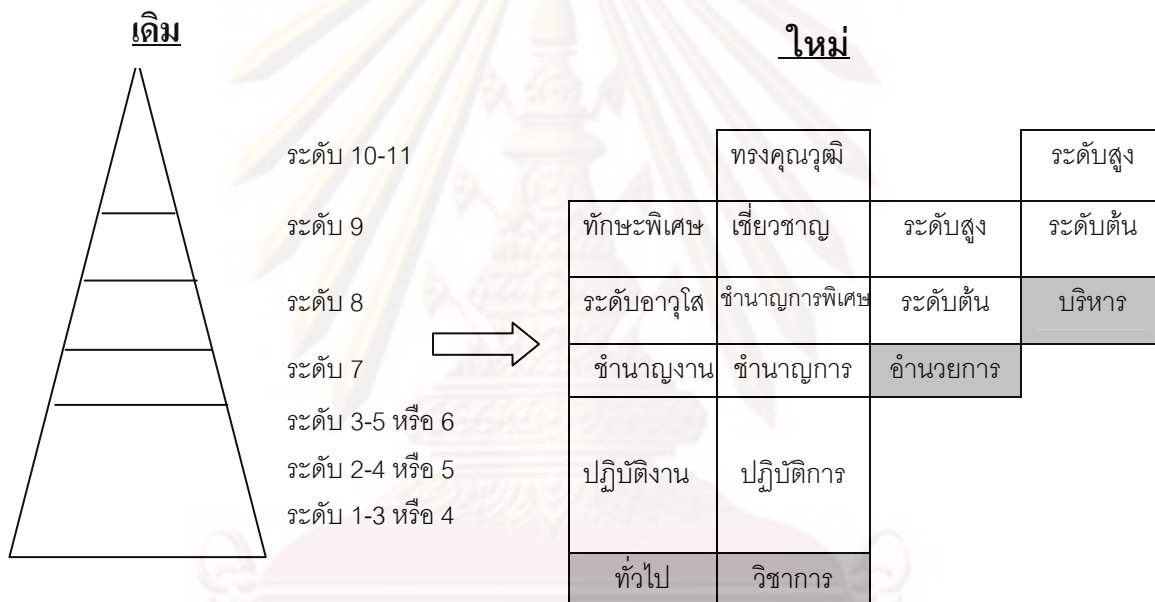 เดิม
ใหม่
ระดับ 10-11
ทรงคุณวุฒิ
ระดับสูง
ระดับ 9
ทักษะพิเศษ
เชี่ยวชาญ
ระดับสูง
ระดับต้น
ระดับ 8
ระดับอาวุโส
ชำนาญการพิเศษ
ระดับต้น
บริหาร
ระดับ 7
ชำนาญงาน
ชำนาญการ
อำนวยการ
ระดับ 3-5 หรือ 6
ระดับ 2-4 หรือ 5
ปฏิบัติงาน
ปฏิบัติการ
ระดับ 1-3 หรือ 4
ทั่วไป
วิชาการ